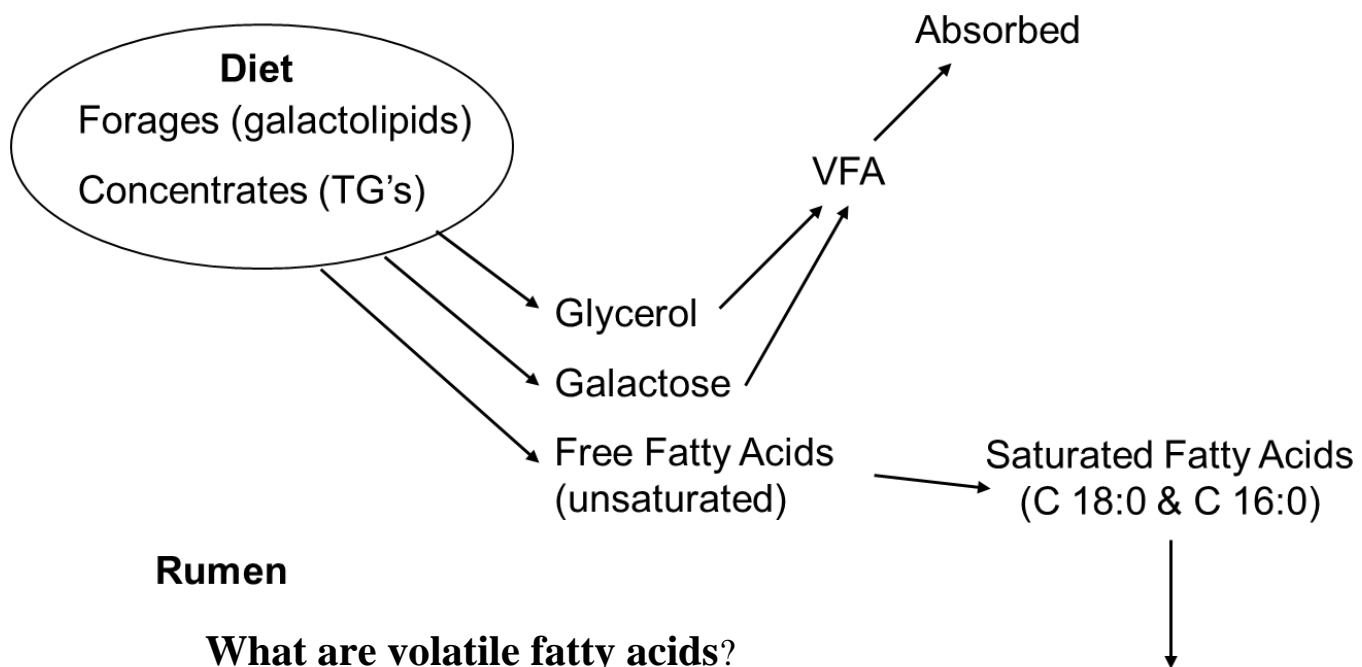 Absorbed
Diet
Forages (galactolipids)
Concentrates (TG's)
VFA
Glycerol
Galactose
Free Fatty Acids
(unsaturated)
Saturated Fatty Acids
(C 18:0 & C 16:0)
Rumen
What are volatile fatty acids?